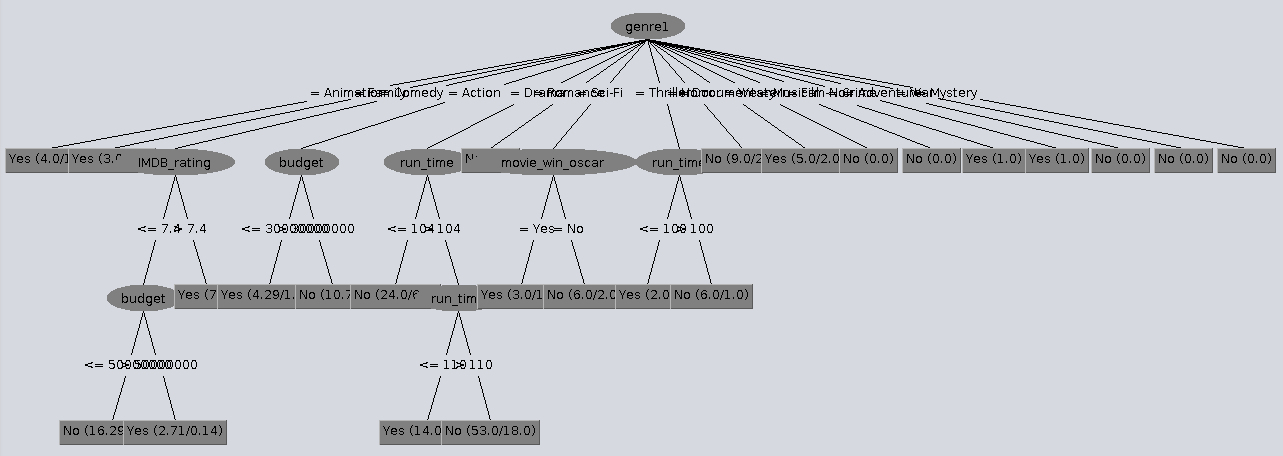 genre1
= Animation = Family = Comedy = Action = Drama = Romance = Sci-Fi = Thriller = Horror = Adventure = War = Mystery
Yes (4.0/1 Yes (3.0 IMDB_rating budget run_time movie_win_oscar run_time No (9.0/2 Yes (5.0/2.0 No (0.0) No (0.0) Yes (1.0) Yes (1.0) No (0.0) No (0.0) No (0.0)
<= 7.4 > 7.4 <= 30000000 > 30000000 <= 104 > 104 = Yes = No <= 100 > 100
budget Yes (7 Yes (4.29/1. No (10.7 No (24.0/6 run_tim Yes (3.0/1 No (6.0/2.0 Yes (2.0 No (6.0/1.0)
<= 50000000 > 50000000 <= 110 > 110
No (16.29 Yes (2.71/0.14) Yes (14.0 No (53.0/18.0)